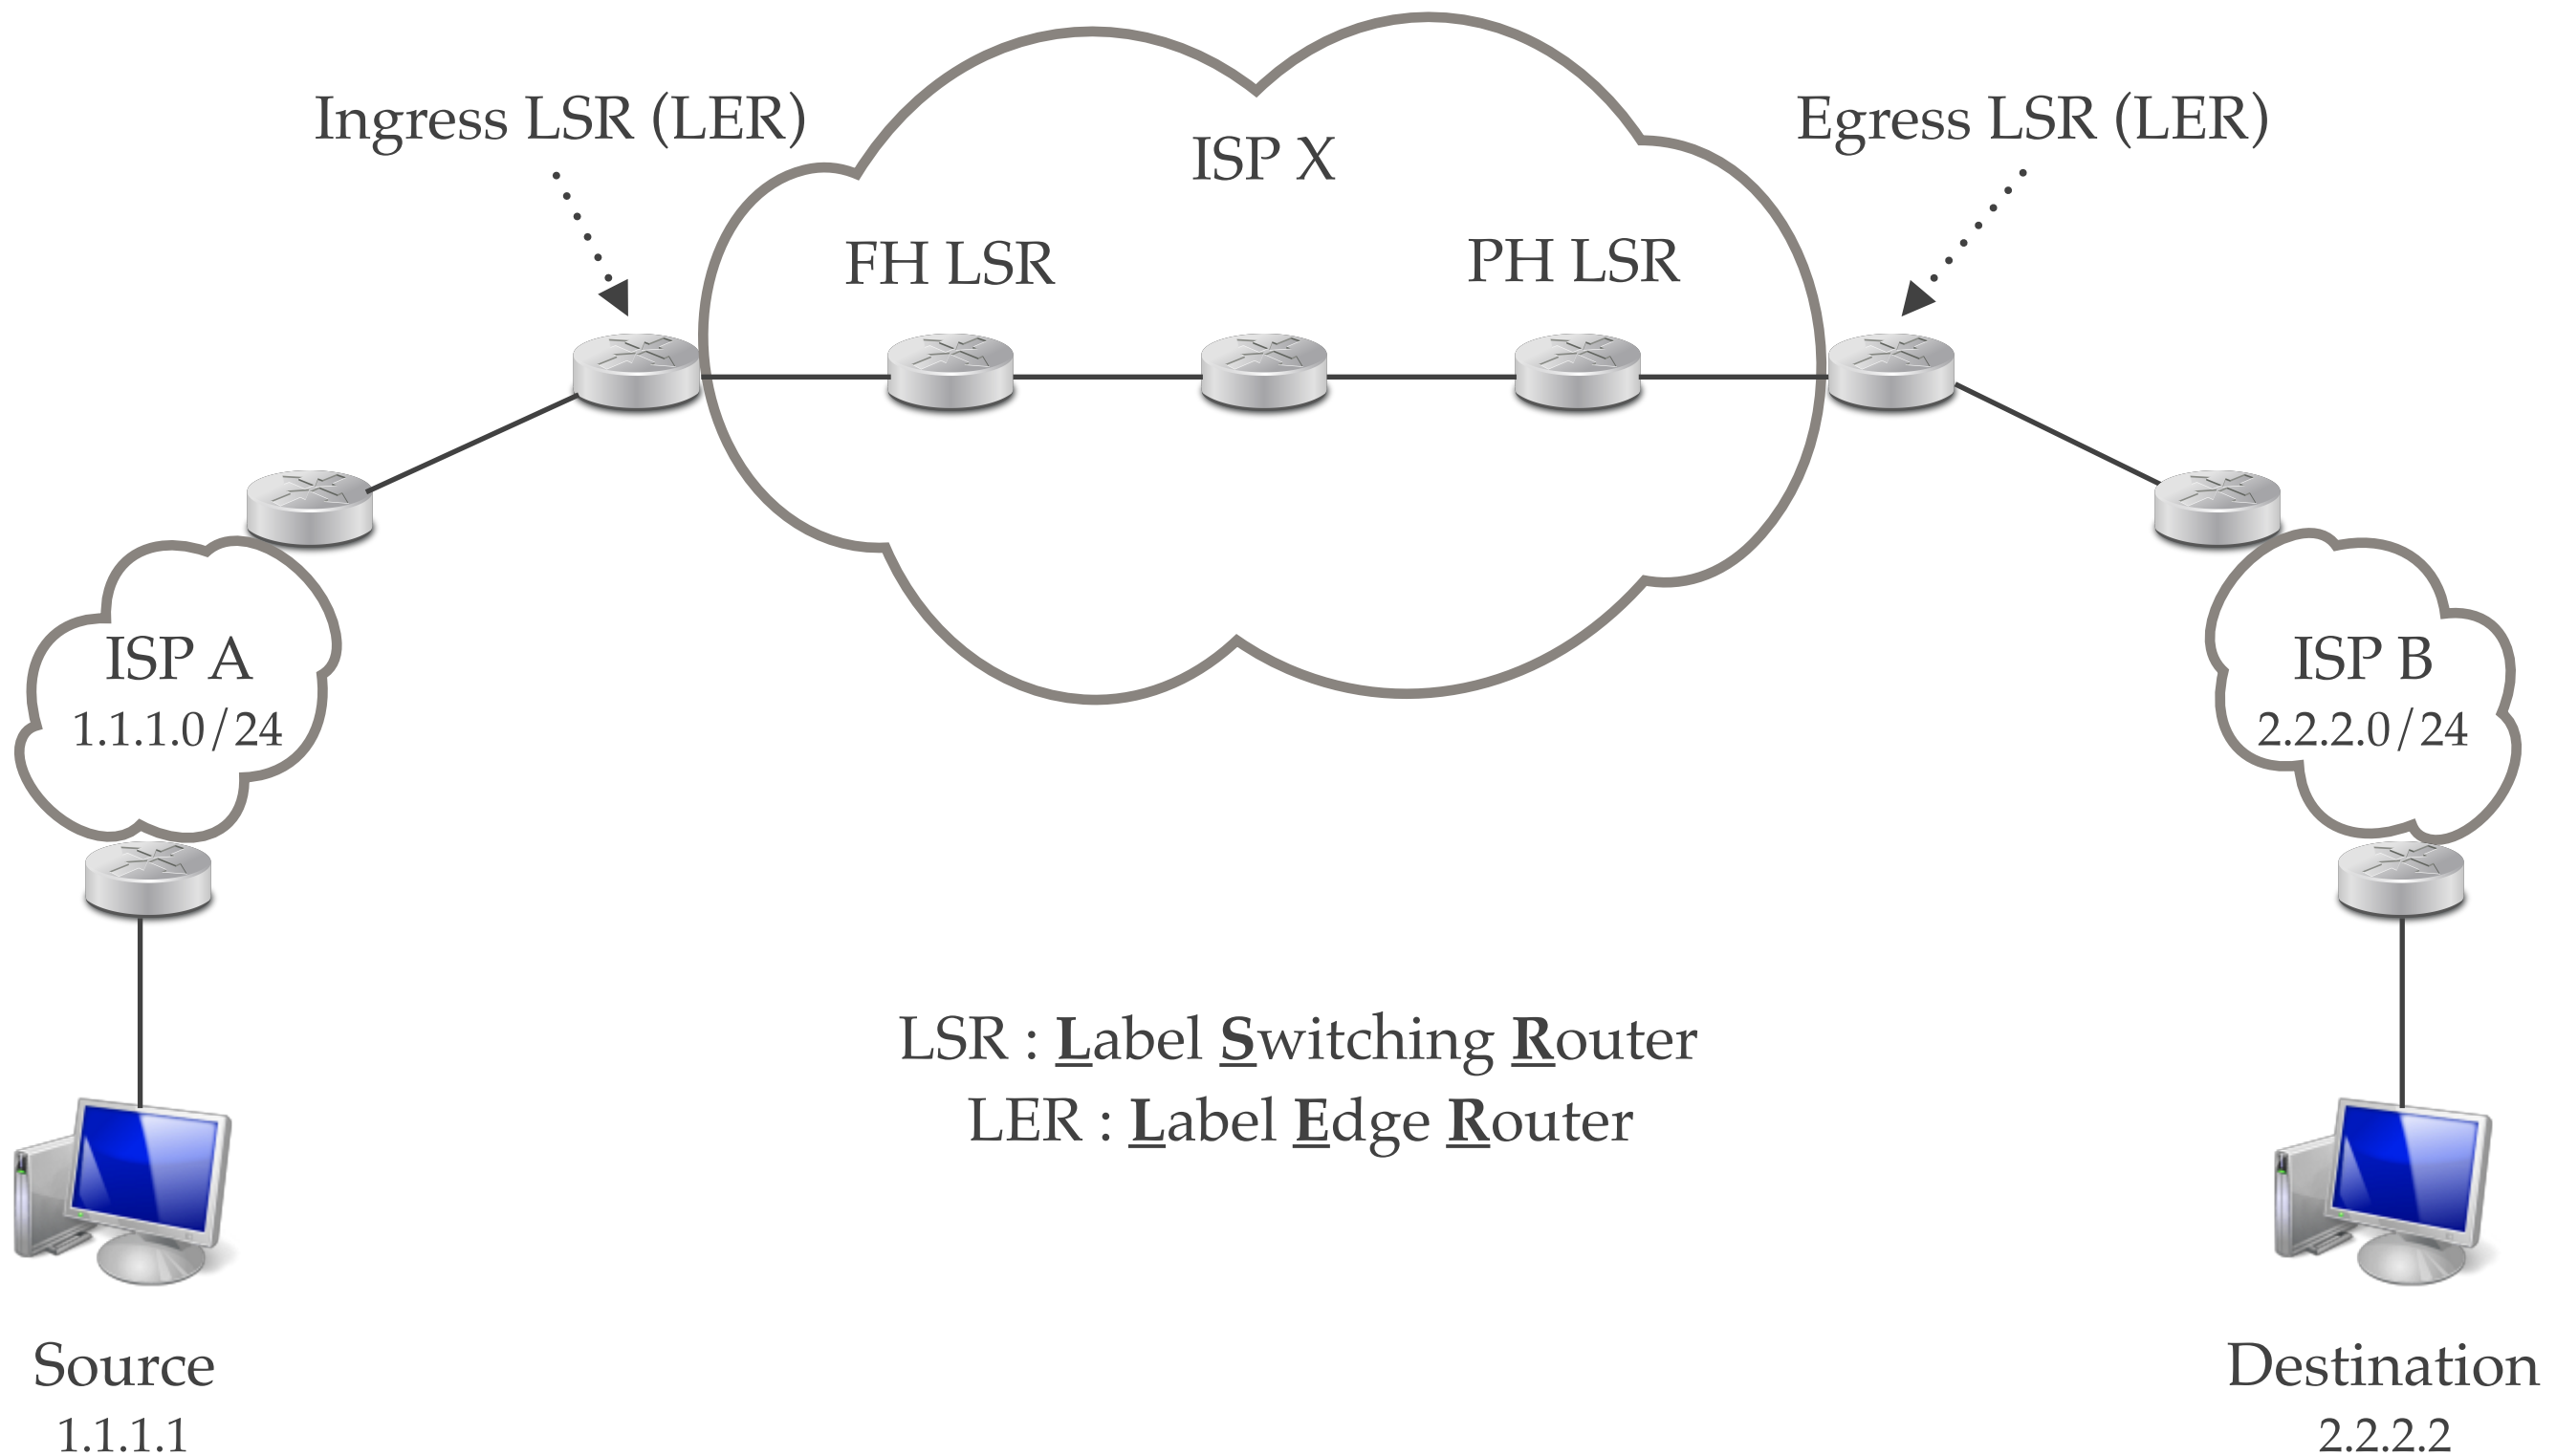 Ingress LSR (LER)
ISP X
Egress LSR (LER)
FH LSR
PH LSR
ISP A
1.1.1.0/24
ISP B
2.2.2.0/24
LSR : Label Switching Router
LER : Label Edge Router
Source
1.1.1.1
Destination
2.2.2.2